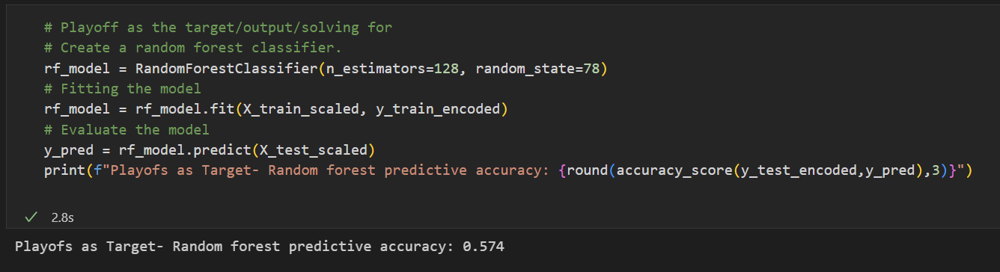 # Playoff as the target/output/solving for
# Create a random forest classifier.
rf_model = RandomForestClassifier(n_estimators=128, random_state=78)
# Fitting the model
rf_model = rf_model.fit(X_train_scaled, y_train_encoded)
# Evaluate the model
y_pred = rf_model.predict(X_test_scaled)
print(f"Playofs as Target- Random forest predictive accuracy: {round(accuracy_score(y_test_encoded,y_pred),3)}")
2.8s
Playofs as Target- Random forest predictive accuracy: 0.574